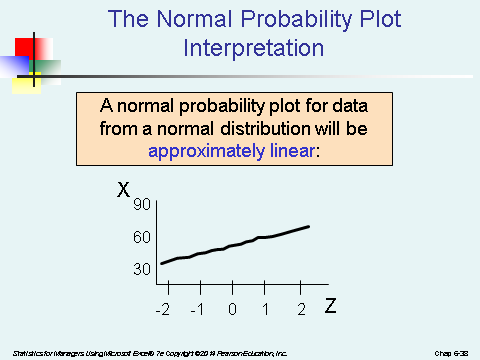 The Normal Probability Plot
Interpretation
A normal probability plot for data
from a normal distribution will be
approximately linear:
X
90
60
30
-2 -1 0 1 2 Z
Statistics for Managers Using Microsoft Excel® 7e Copyright ©2014 Pearson Education, Inc. Chap 6-38